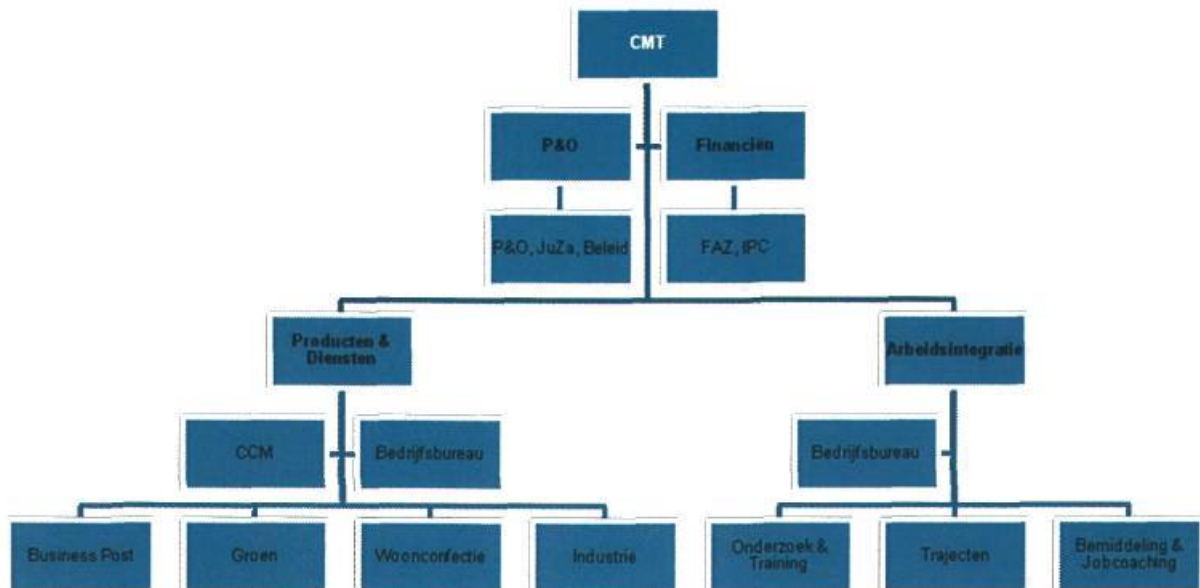 CMT
P&O
Financiën
P&O, JuZa, Beleid
FAZ, IPC
Producten &
Diensten
Arbeidsintegratie
CCM
Bedrijfsbureau
Bedrijfsbureau
Business Post
Groen
Woonconfectie
Industrie
Onderzoek &
Training
Trajecten
Bemiddeling &
Jobcoaching